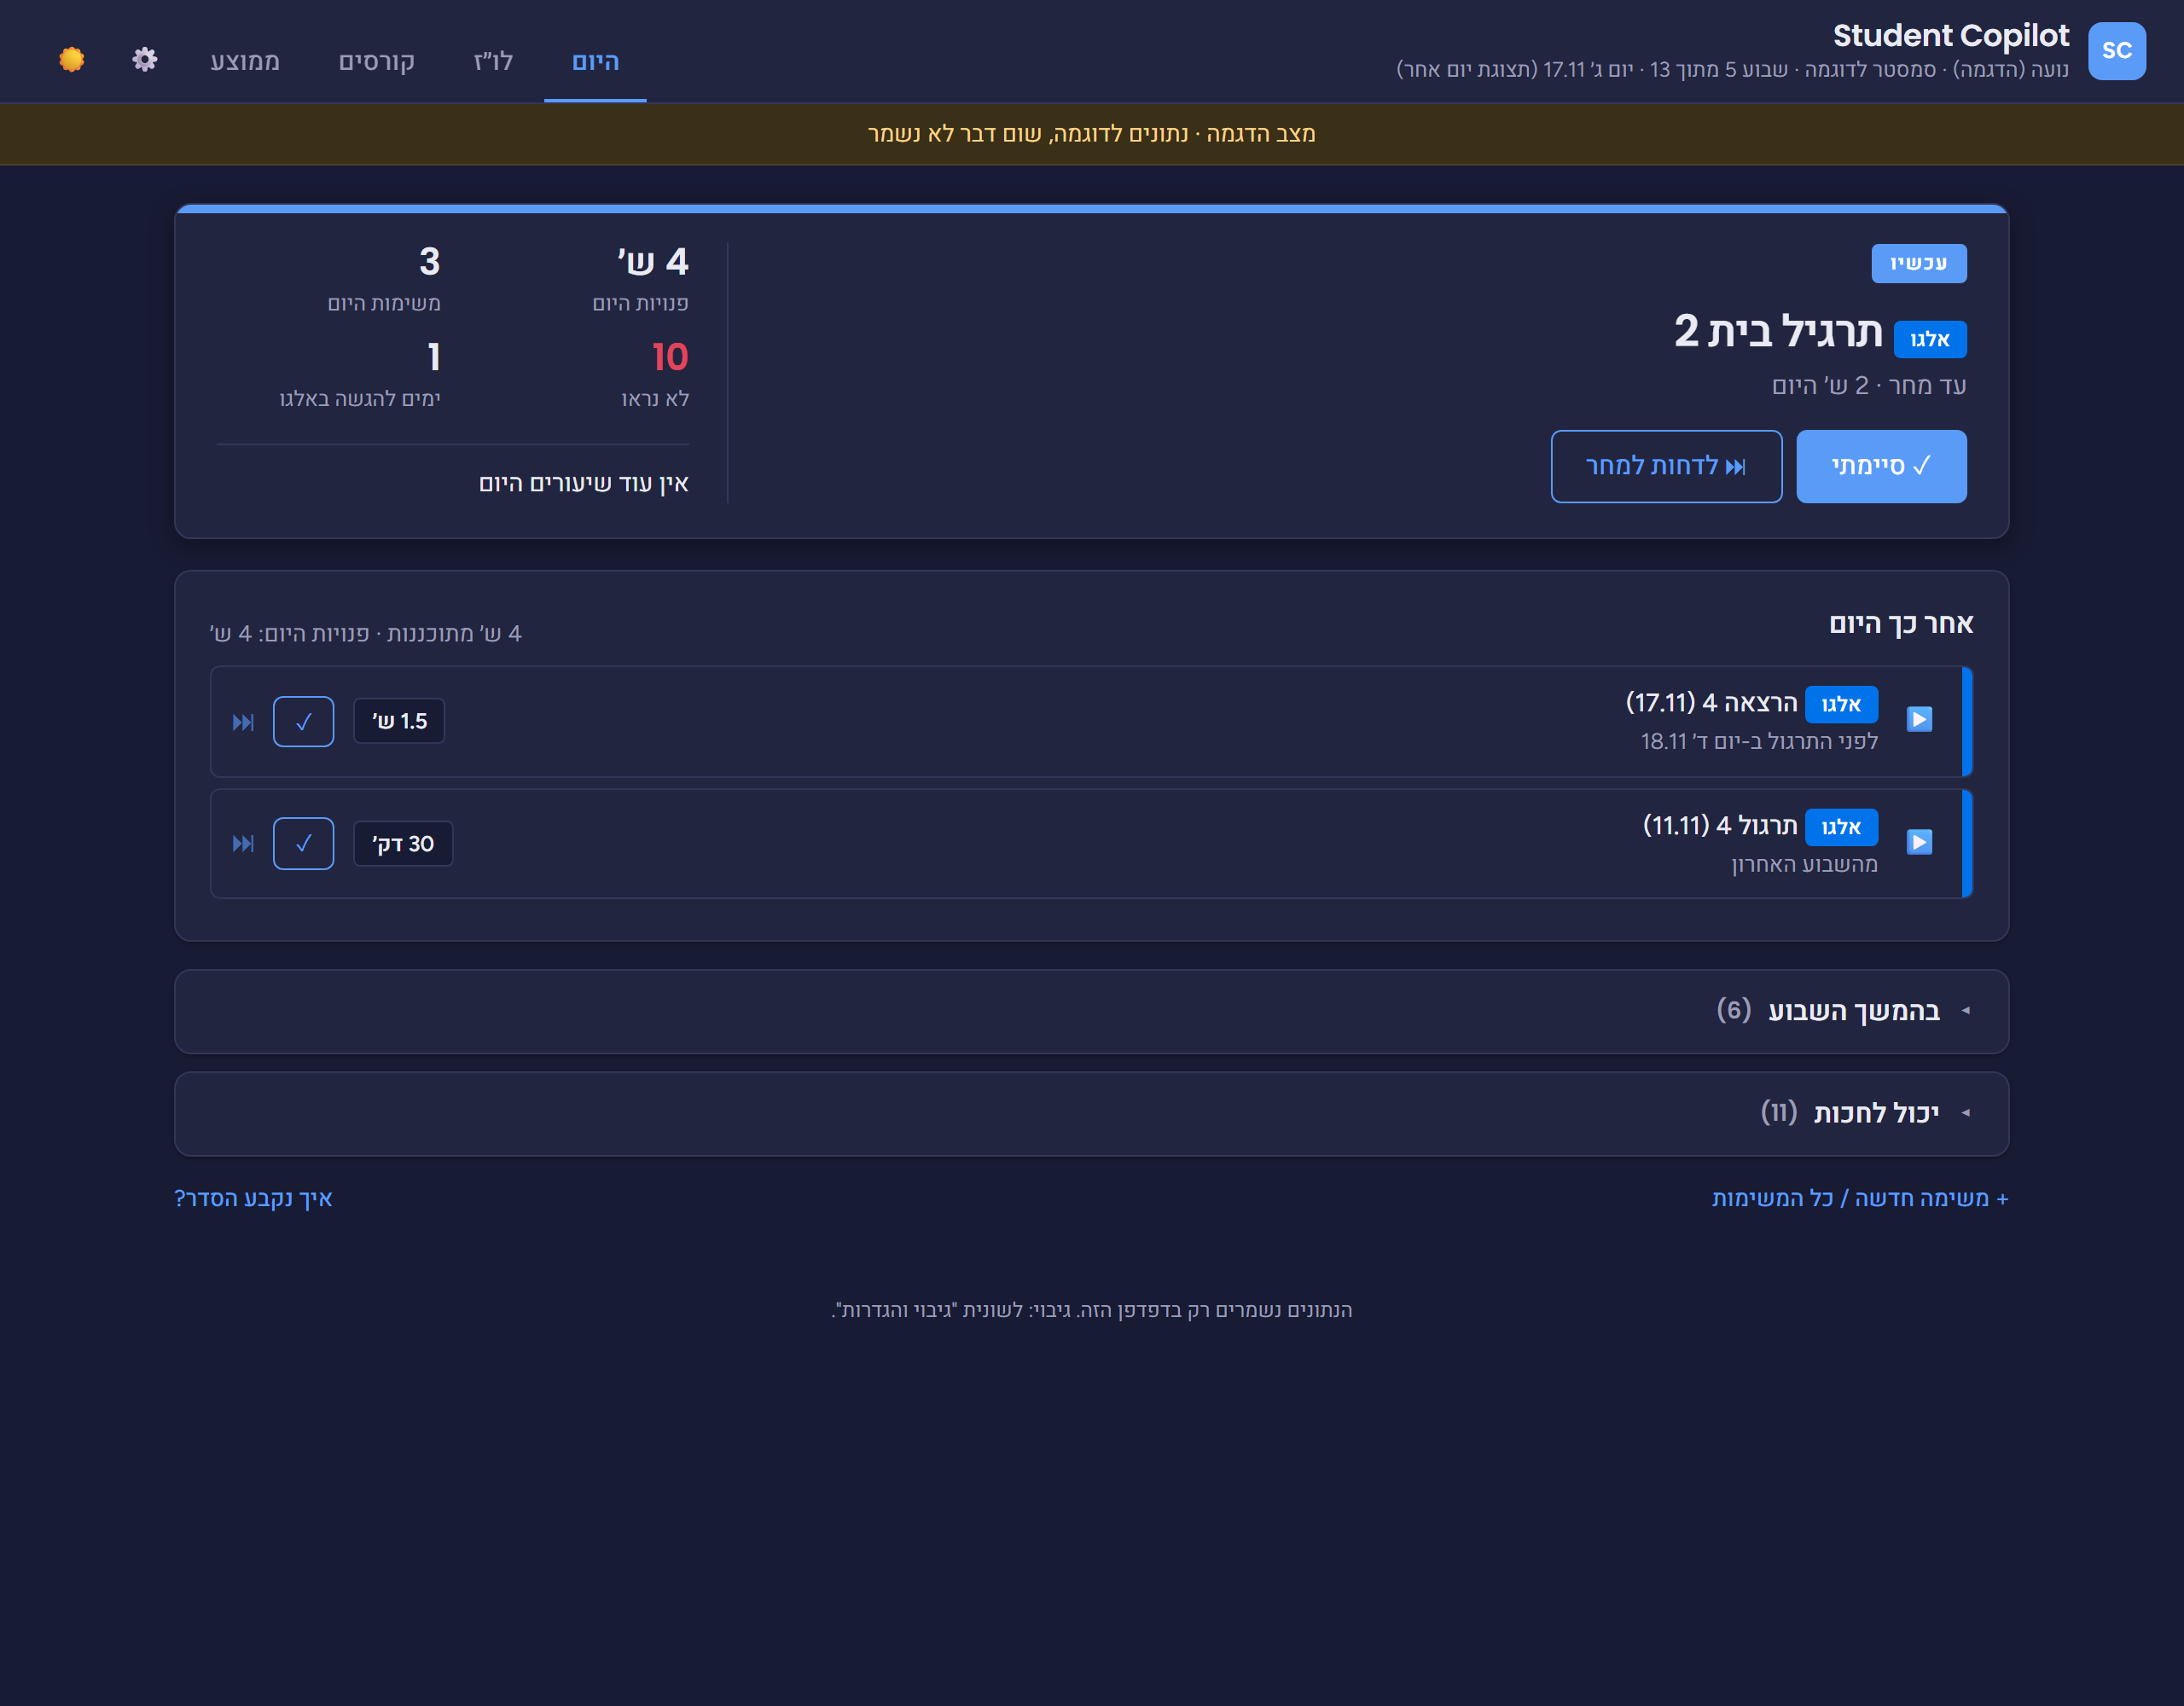 SC
Student Copilot
נועה (הדגמה) · סמסטר לדוגמה · שבוע 5 מתוך 13 · יום ג׳ 17.11 (תצוגת יום אחר)
היום
לו״ז
קורסים
ממוצע
מצב הדגמה · נתונים לדוגמה, שום דבר לא נשמר
עכשיו
אלגו תרגיל בית 2
עד מחר · 2 ש׳ היום
✓ סיימתי
⏭ לדחות למחר
4 ש׳
פנויות היום
3
משימות היום
10
לא נראו
1
ימים להגשה באלגו
אין עוד שיעורים היום
אחר כך היום
4 ש׳ מתוכננות · פנויות היום: 4 ש׳
אלגו הרצאה 4 (17.11)
לפני התרגול ב-יום ד׳ 18.11
1.5 ש׳
✓
אלגו תרגול 4 (11.11)
מהשבוע האחרון
30 דק׳
✓
בהמשך השבוע (6)
יכול לחכות (11)
+ משימה חדשה / כל המשימות
איך נקבע הסדר?
הנתונים נשמרים רק בדפדפן הזה. גיבוי: לשונית "גיבוי והגדרות".